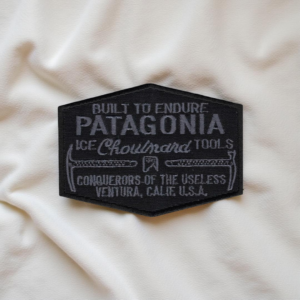 BUILT TO ENDURE
PATAGONIA
ICE Chouinard TOOLS
CONQUERORS OF THE USELESS
VENTURA, CALIF. U.S.A.